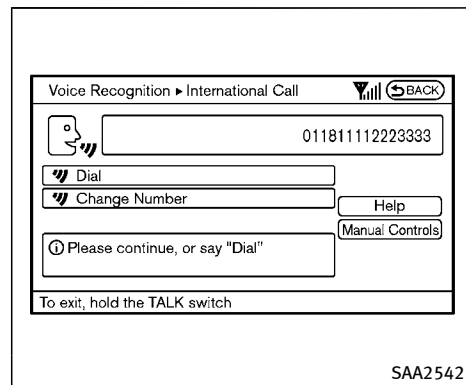 Voice Recognition ▸ International Call BACK
011811112223333
Dial
Change Number
Help
Manual Controls
Please continue, or say "Dial"
To exit, hold the TALK switch
SAA2542